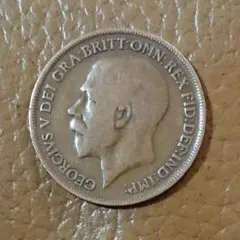 GEORGIVS V DEI GRA: BRITT: OMN: REX FID: DEF: IND: IMP: